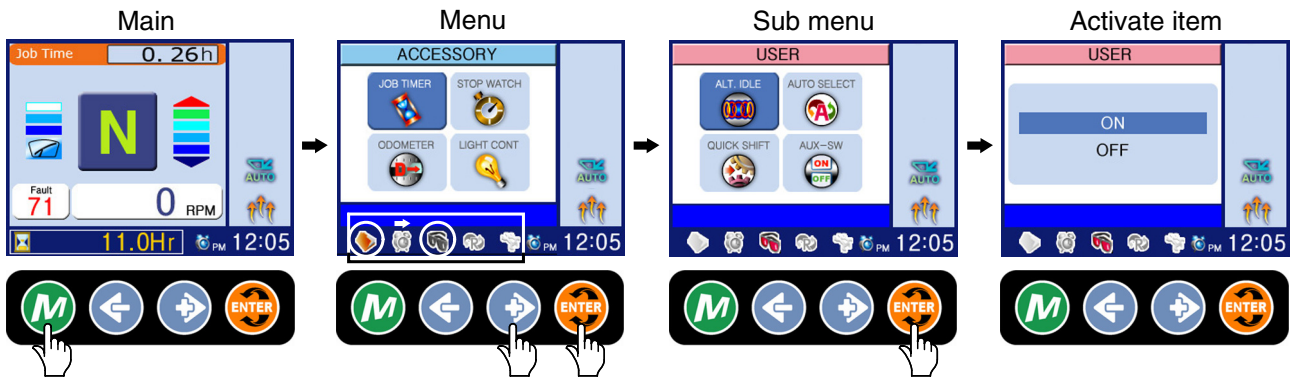 Main
Job Time 0.26h
N
Fault
71
0 RPM
AUTO
11.0Hr PM 12:05
M ENTER
Menu
ACCESSORY
JOB TIMER STOP WATCH
ODOMETER LIGHT CONT
D
AUTO
R PM 12:05
M ENTER
Sub menu
USER
ALT. IDLE AUTO SELECT
A
QUICK SHIFT AUX-SW
ON
OFF
AUTO
R PM 12:05
M ENTER
Activate item
USER
ON
OFF
AUTO
R PM 12:05
M ENTER